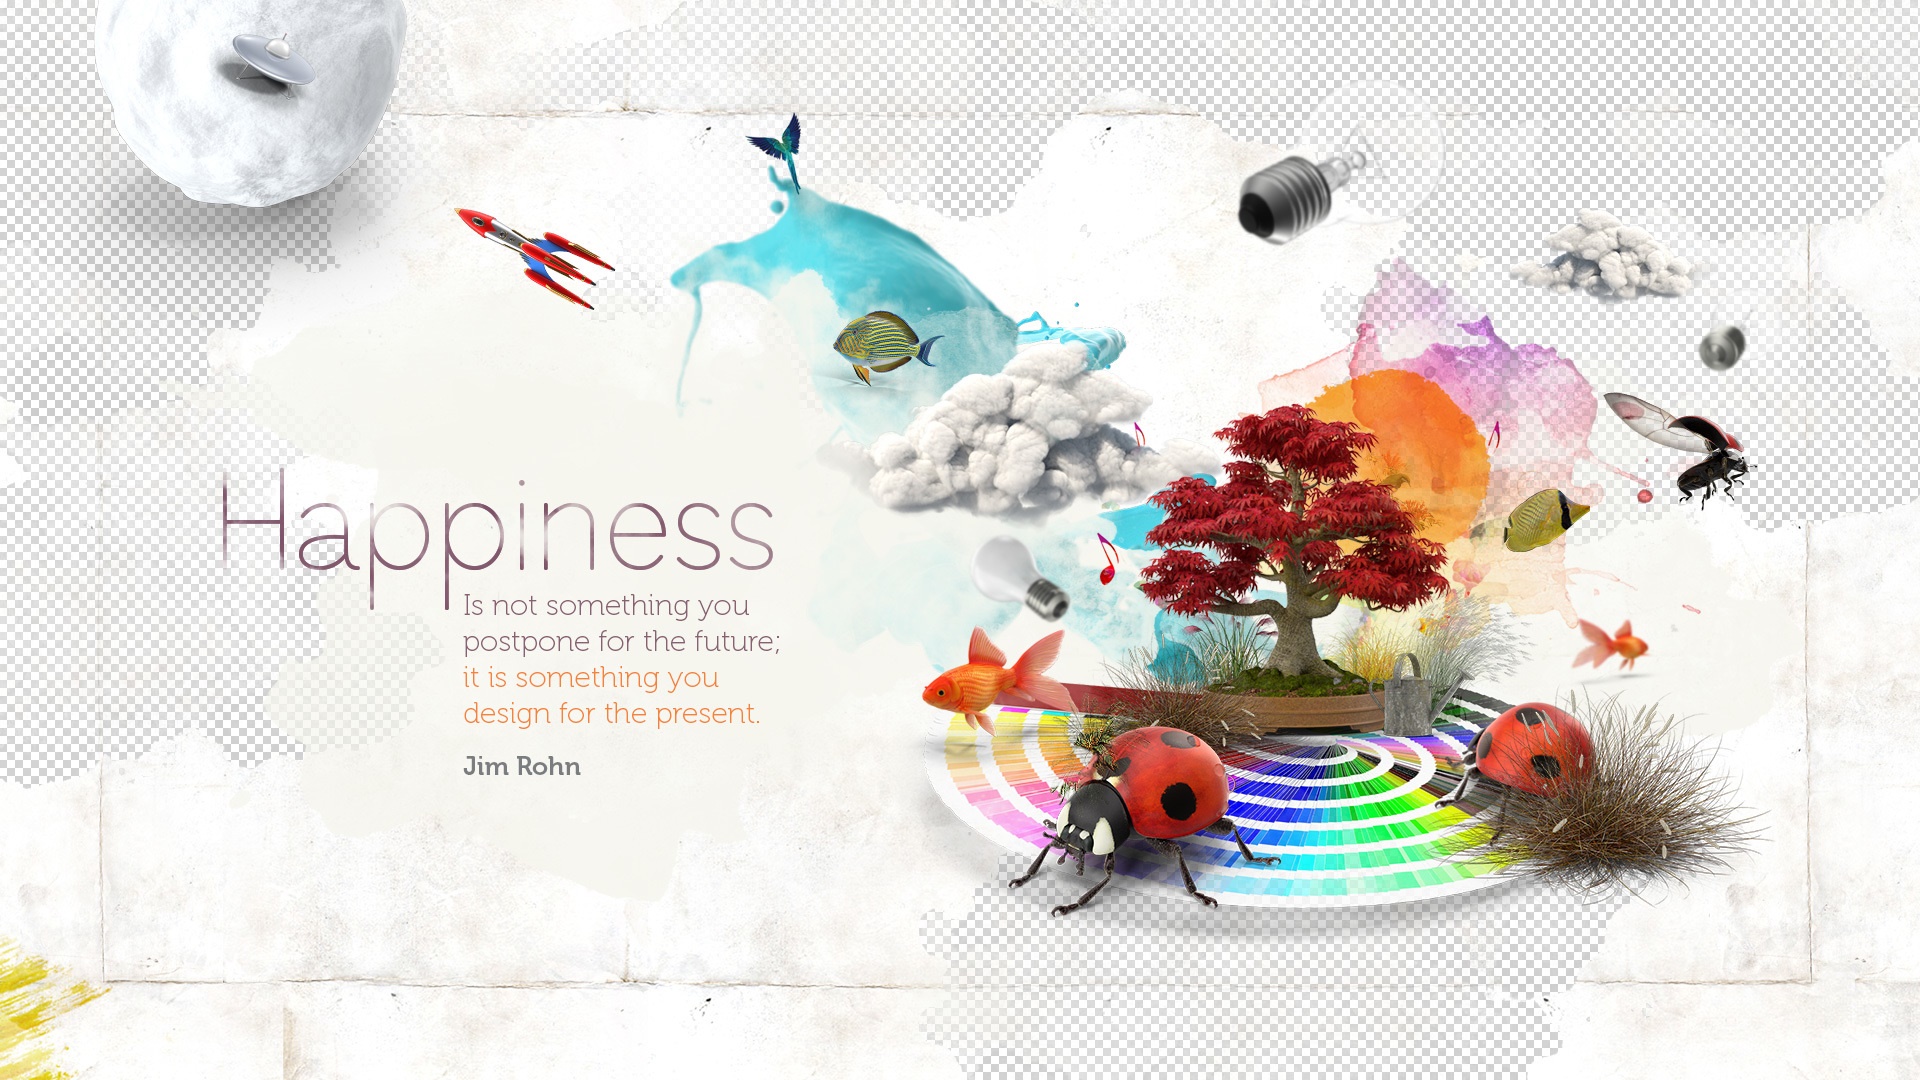 Happiness
Is not something you
postpone for the future;
it is something you
design for the present.
Jim Rohn